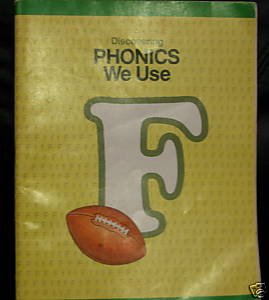 Discovering
PHONICS
We Use
F